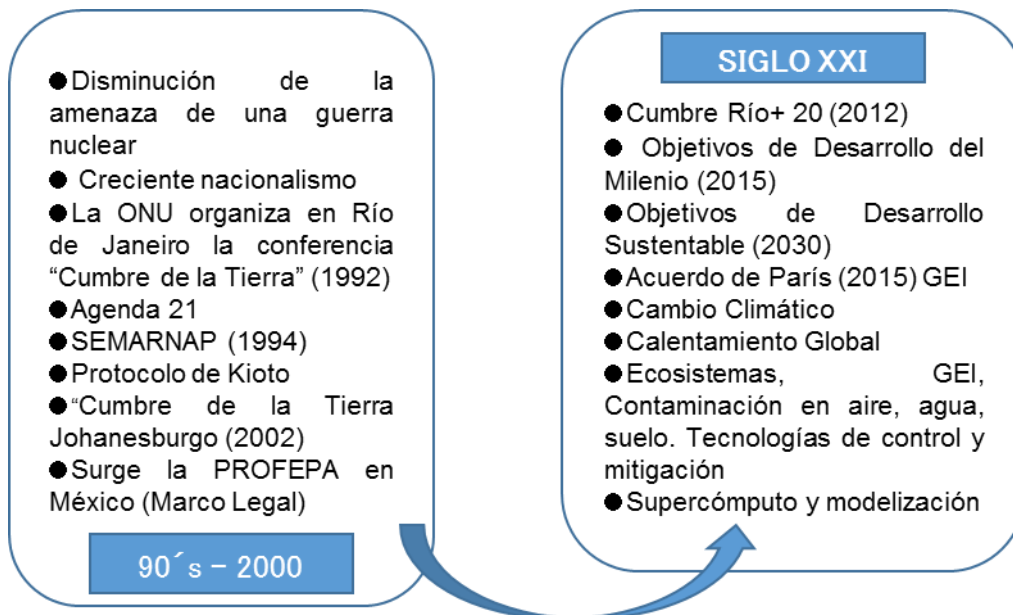 ●Disminución de la
amenaza de una guerra
nuclear
● Creciente nacionalismo
●La ONU organiza en Río
de Janeiro la conferencia
“Cumbre de la Tierra” (1992)
●Agenda 21
●SEMARNAP (1994)
●Protocolo de Kioto
●“Cumbre de la Tierra
Johanesburgo (2002)
●Surge la PROFEPA en
México (Marco Legal)
90´s – 2000
SIGLO XXI
●Cumbre Río+ 20 (2012)
● Objetivos de Desarrollo del
Milenio (2015)
●Objetivos de Desarrollo
Sustentable (2030)
●Acuerdo de París (2015) GEI
●Cambio Climático
●Calentamiento Global
●Ecosistemas, GEI,
Contaminación en aire, agua,
suelo. Tecnologías de control y
mitigación
●Supercómputo y modelización